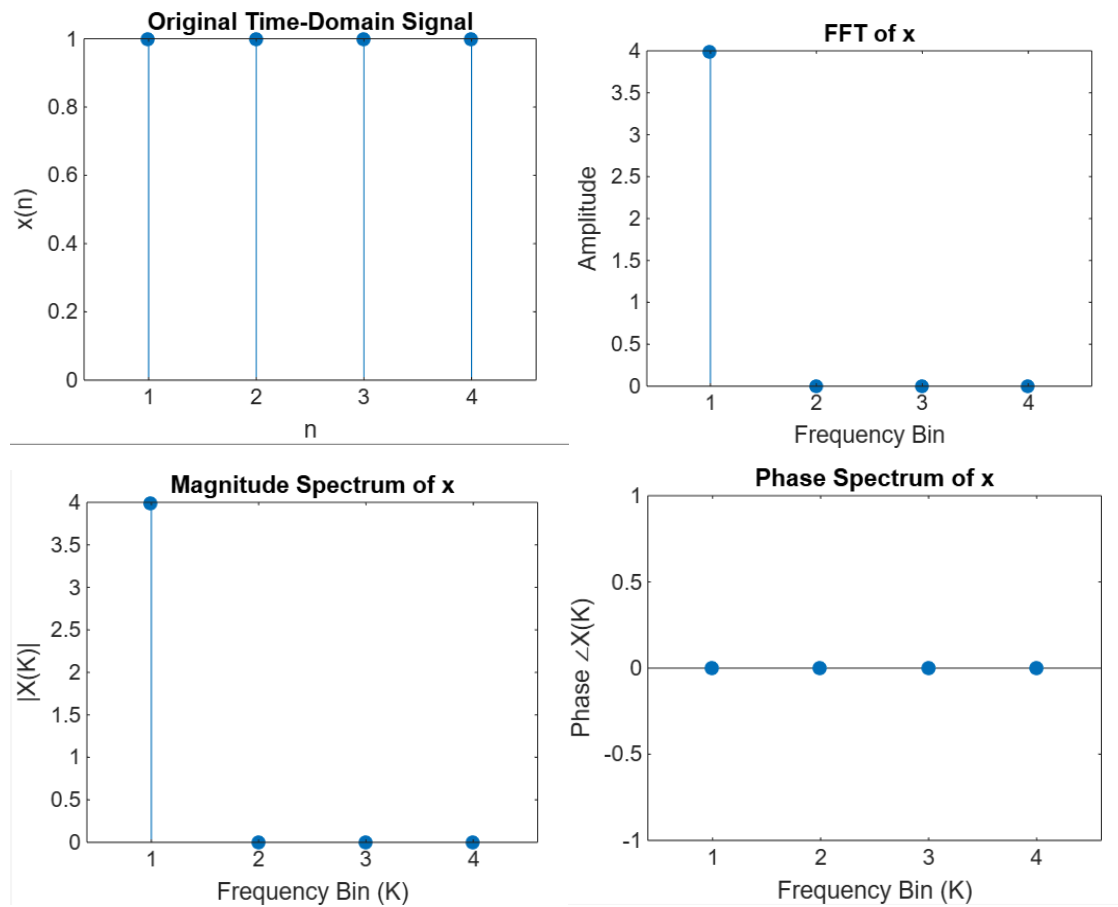 Original Time-Domain Signal
1
0.8
0.6
0.4
0.2
0
x(n)
1 2 3 4
n
FFT of x
4
3.5
3
2.5
2
1.5
1
0.5
0
Amplitude
1 2 3 4
Frequency Bin
Magnitude Spectrum of x
4
3.5
3
2.5
2
1.5
1
0.5
0
|X(K)|
1 2 3 4
Frequency Bin (K)
Phase Spectrum of x
1
0.5
0
-0.5
-1
Phase ∠X(K)
1 2 3 4
Frequency Bin (K)